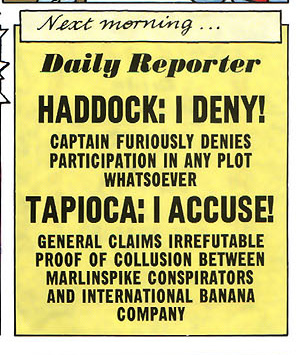 Next morning...
Daily Reporter
HADDOCK: I DENY!
CAPTAIN FURIOUSLY DENIES
PARTICIPATION IN ANY PLOT
WHATSOEVER
TAPIOCA: I ACCUSE!
GENERAL CLAIMS IRREFUTABLE
PROOF OF COLLUSION BETWEEN
MARLINSPIKE CONSPIRATORS
AND INTERNATIONAL BANANA
COMPANY